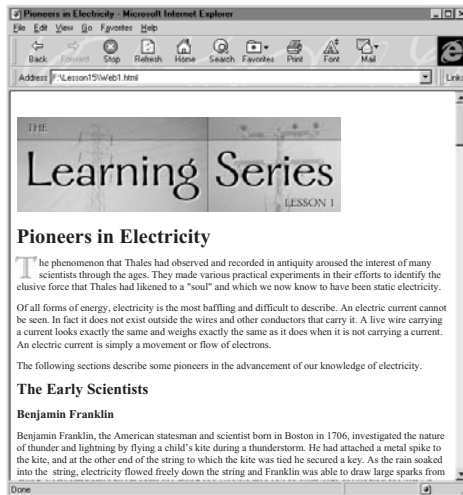 Pioneers in Electricity - Microsoft Internet Explorer
File Edit View Go Favorites Help
Back Forward Stop Refresh Home Search Favorites Print Font Mail
Address F:\Lesson15\Web1.html Links
THE
Learning Series
LESSON 1
Pioneers in Electricity
The phenomenon that Thales had observed and recorded in antiquity aroused the interest of many
scientists through the ages. They made various practical experiments in their efforts to identify the
elusive force that Thales had likened to a "soul" and which we now know to have been static electricity.
Of all forms of energy, electricity is the most baffling and difficult to describe. An electric current cannot
be seen. In fact it does not exist outside the wires and other conductors that carry it. A live wire carrying
a current looks exactly the same and weighs exactly the same as it does when it is not carrying a current.
An electric current is simply a movement or flow of electrons.
The following sections describe some pioneers in the advancement of our knowledge of electricity.
The Early Scientists
Benjamin Franklin
Benjamin Franklin, the American statesman and scientist born in Boston in 1706, investigated the nature
of thunder and lightning by flying a child's kite during a thunderstorm. He had attached a metal spike to
the kite, and at the other end of the string to which the kite was tied he secured a key. As the rain soaked
into the string, electricity flowed freely down the string and Franklin was able to draw large sparks from
Done